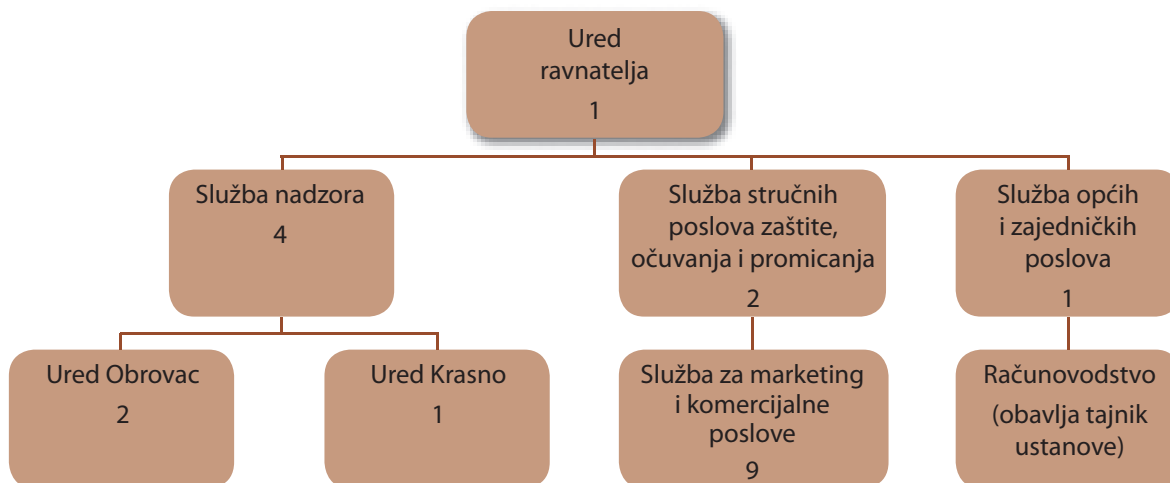 Ured
ravnatelja
1
Služba nadzora
4
Služba stručnih
poslova zaštite,
očuvanja i promicanja
2
Služba općih
i zajedničkih
poslova
1
Ured Obrovac
2
Ured Krasno
1
Služba za marketing
i komercijalne
poslove
9
Računovodstvo
(obavlja tajnik
ustanove)